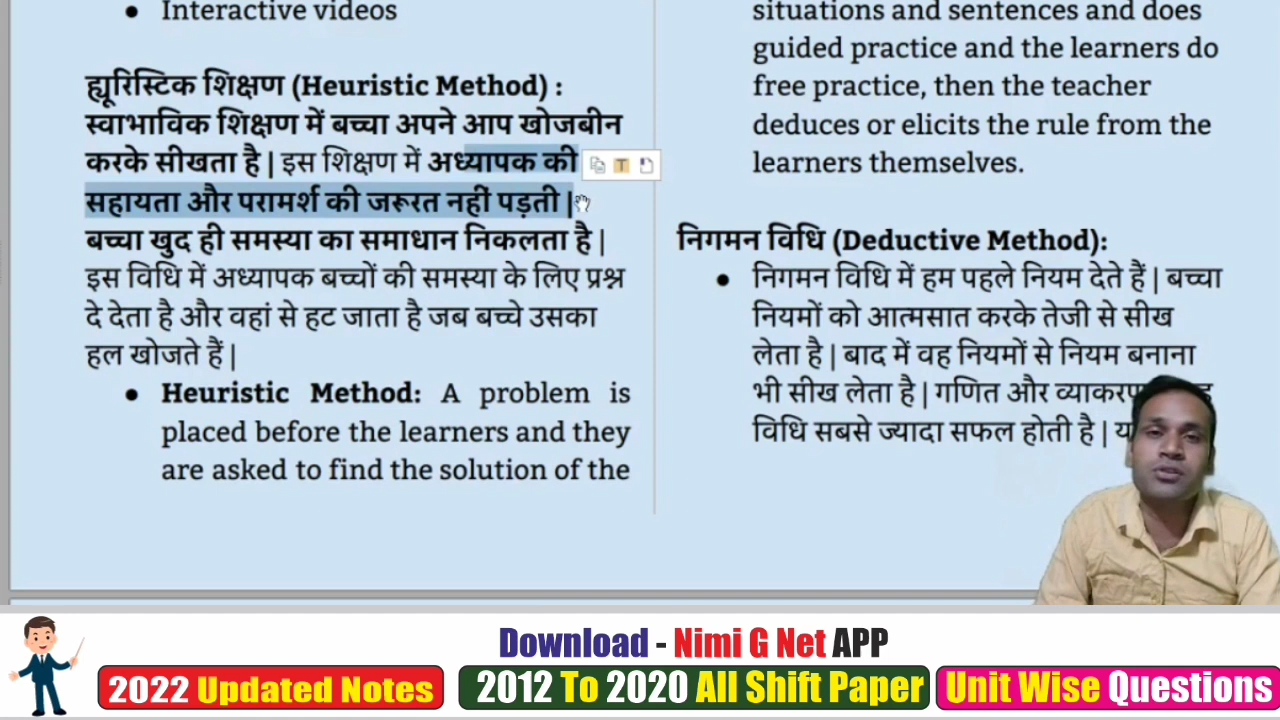 Interactive videos
ह्यूरिस्टिक शिक्षण (Heuristic Method) :
स्वाभाविक शिक्षण में बच्चा अपने आप खोजबीन
करके सीखता है | इस शिक्षण में अध्यापक की
सहायता और परामर्श की जरूरत नहीं पड़ती |
बच्चा खुद ही समस्या का समाधान निकलता है |
इस विधि में अध्यापक बच्चों की समस्या के लिए प्रश्न
दे देता है और वहां से हट जाता है जब बच्चे उसका
हल खोजते हैं |
Heuristic Method: A problem is
placed before the learners and they
are asked to find the solution of the
situations and sentences and does
guided practice and the learners do
free practice, then the teacher
deduces or elicits the rule from the
learners themselves.
निगमन विधि (Deductive Method):
निगमन विधि में हम पहले नियम देते हैं | बच्चा
नियमों को आत्मसात करके तेजी से सीख
लेता है | बाद में वह नियमों से नियम बनाना
भी सीख लेता है | गणित और
विधि सबसे ज्यादा सफल होती है |
Download - Nimi G Net APP
2022 Updated Notes
2012 To 2020 All Shift Paper
Unit Wise Questions